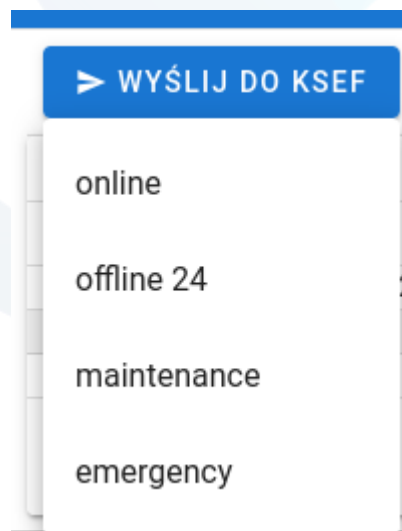 WYŚLIJ DO KSEF
online
offline 24
maintenance
emergency